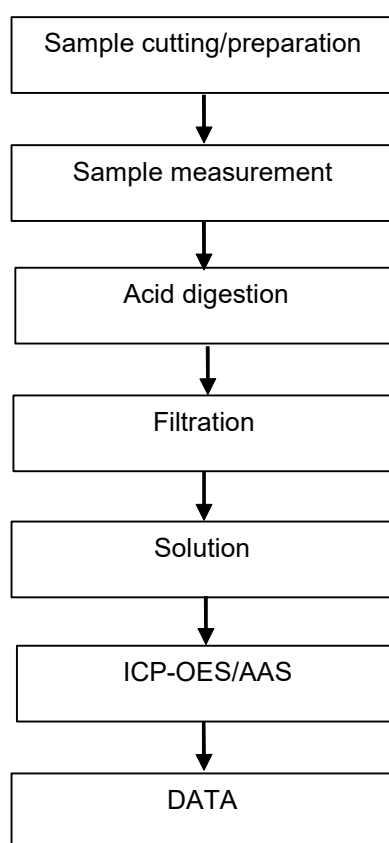 Sample cutting/preparation
Sample measurement
Acid digestion
Filtration
Solution
ICP-OES/AAS
DATA